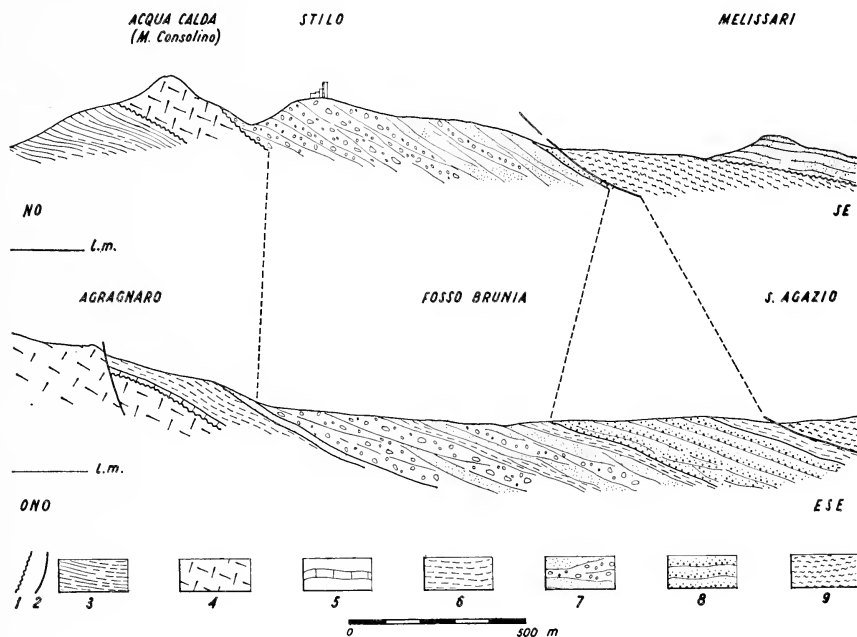 ACQUA CALDA STILO MELISSARI
(M. Consolino)
NO SE
l.m.
AGRAGNARO FOSSO BRUNIA S. AGAZIO
l.m.
ONO ESE
1 2 3 4 5 6 7 8 9
0 500 m